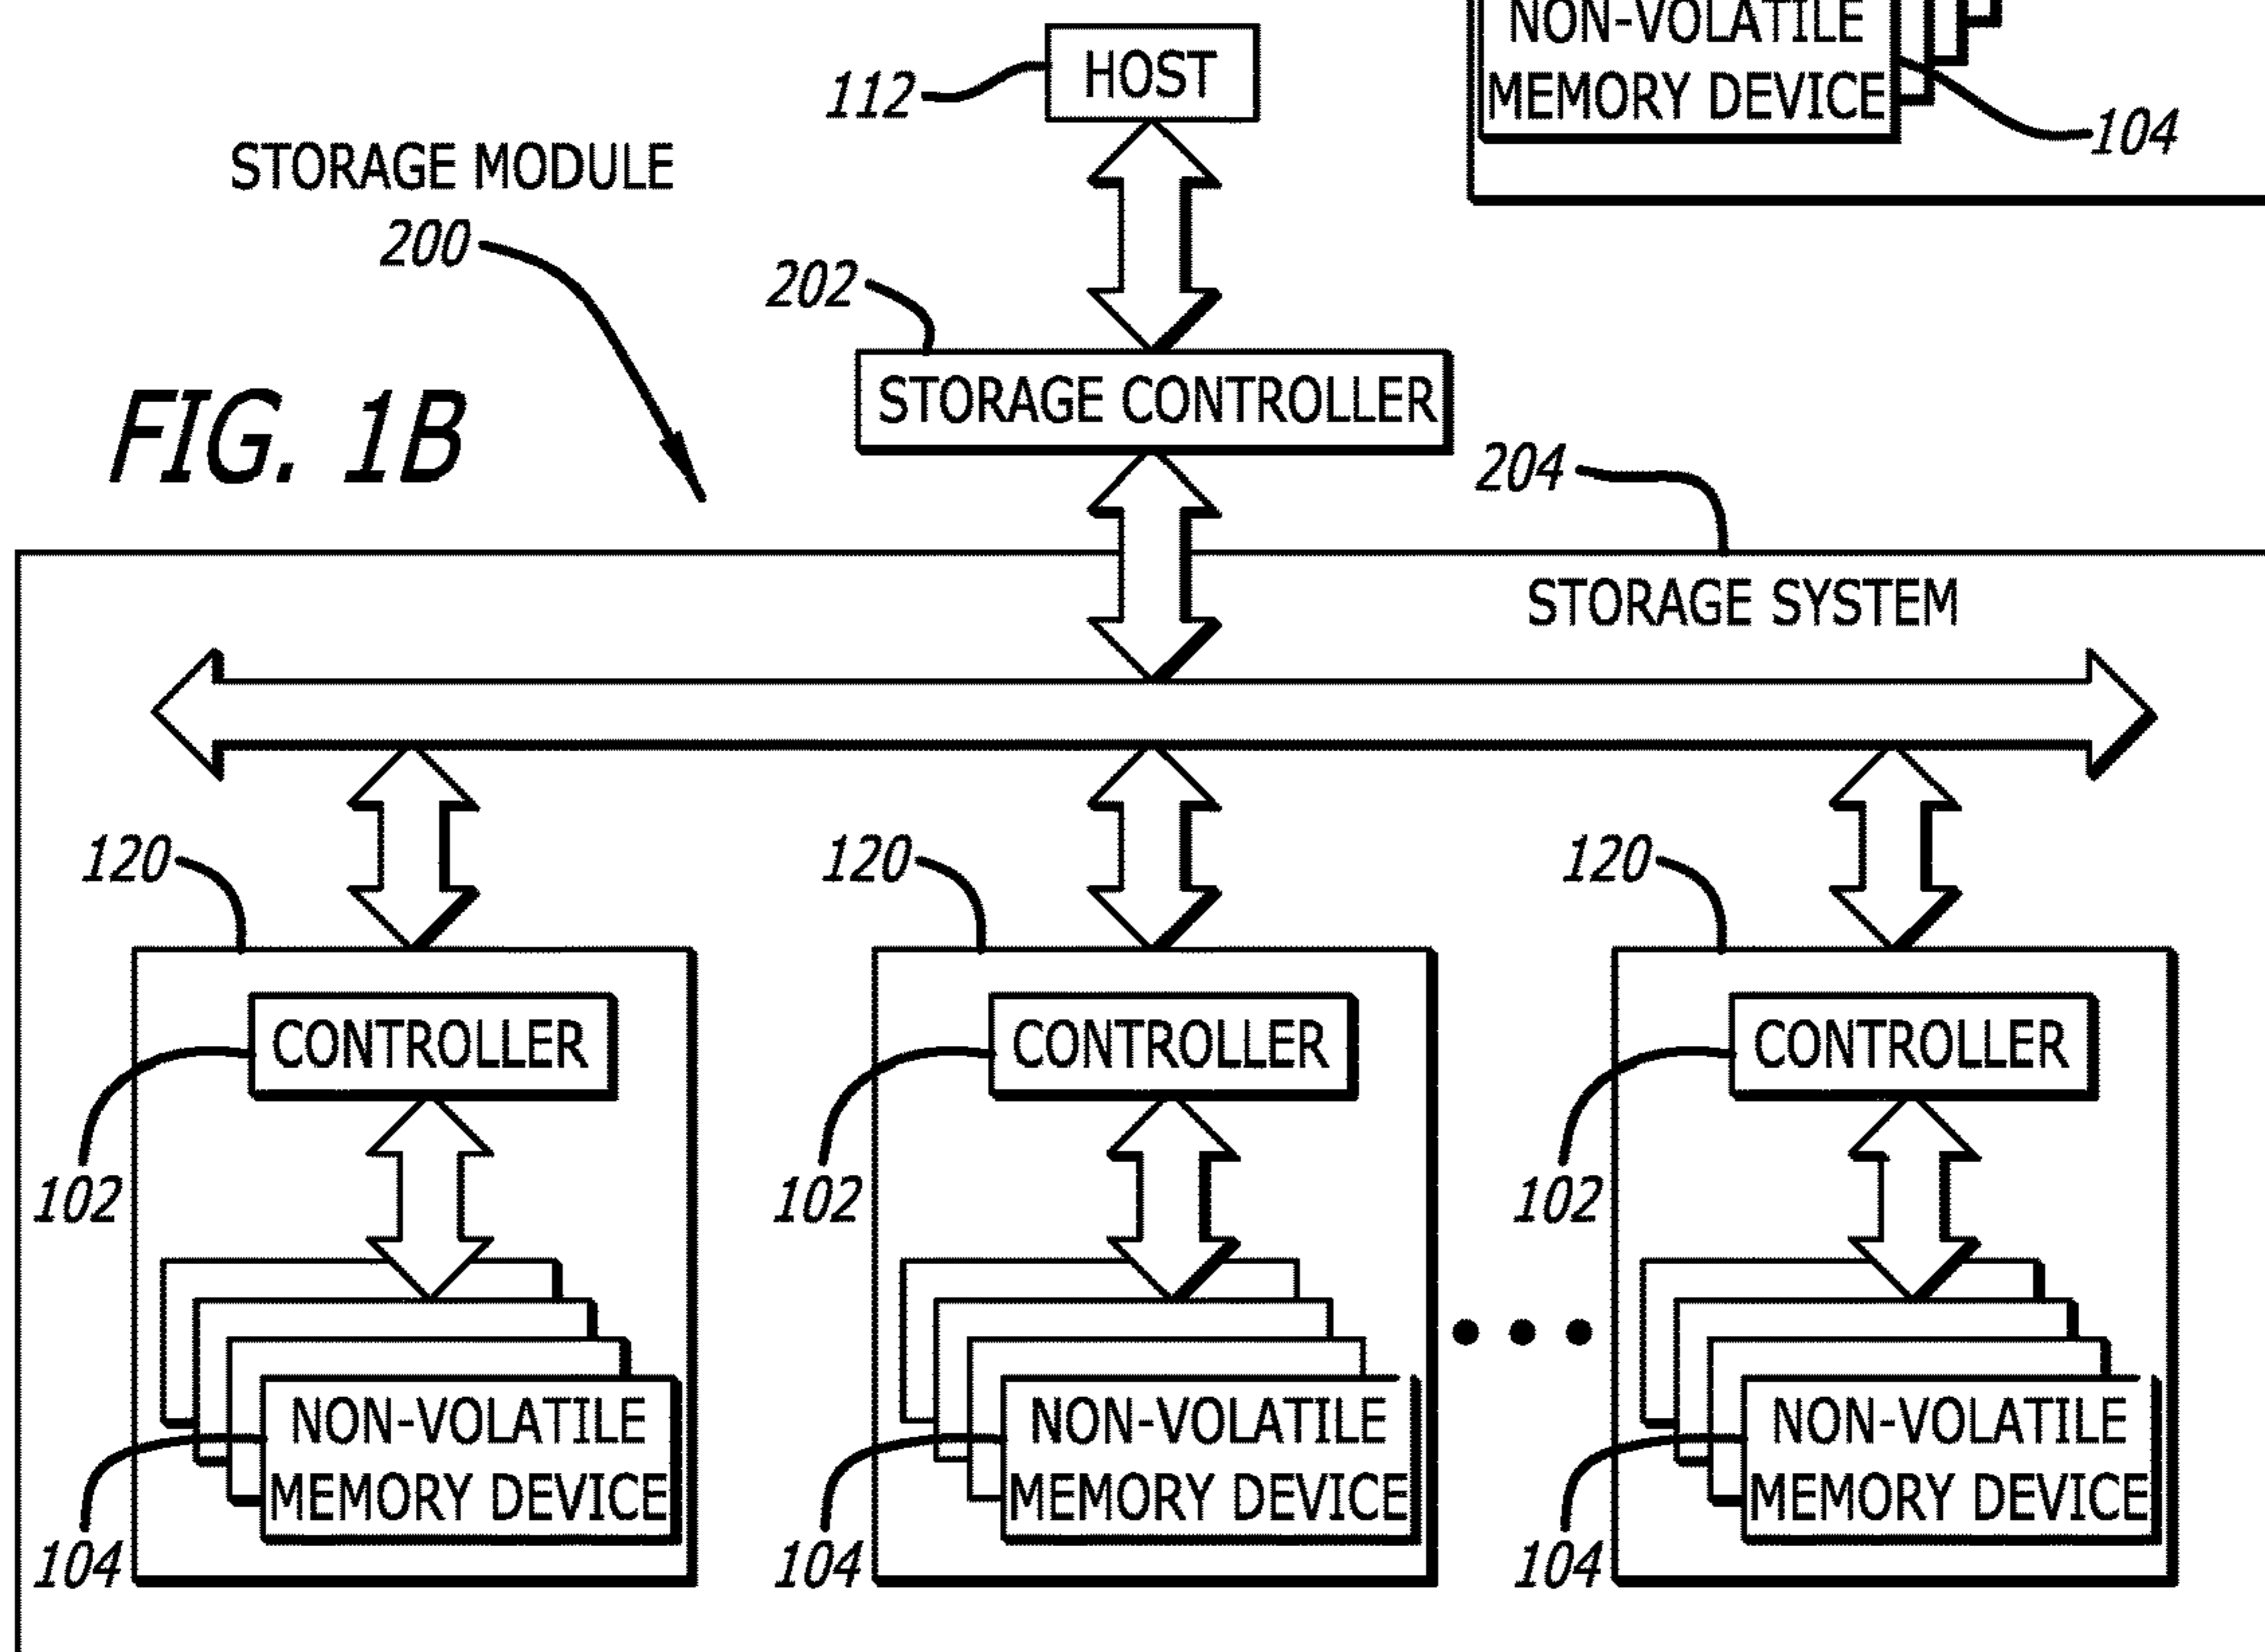 NON-VOLATILE
MEMORY DEVICE
104
HOST
112
STORAGE MODULE
200
202
STORAGE CONTROLLER
FIG. 1B
204
STORAGE SYSTEM
120
120
120
CONTROLLER
CONTROLLER
CONTROLLER
102
102
102
NON-VOLATILE
MEMORY DEVICE
NON-VOLATILE
MEMORY DEVICE
NON-VOLATILE
MEMORY DEVICE
104
104
104